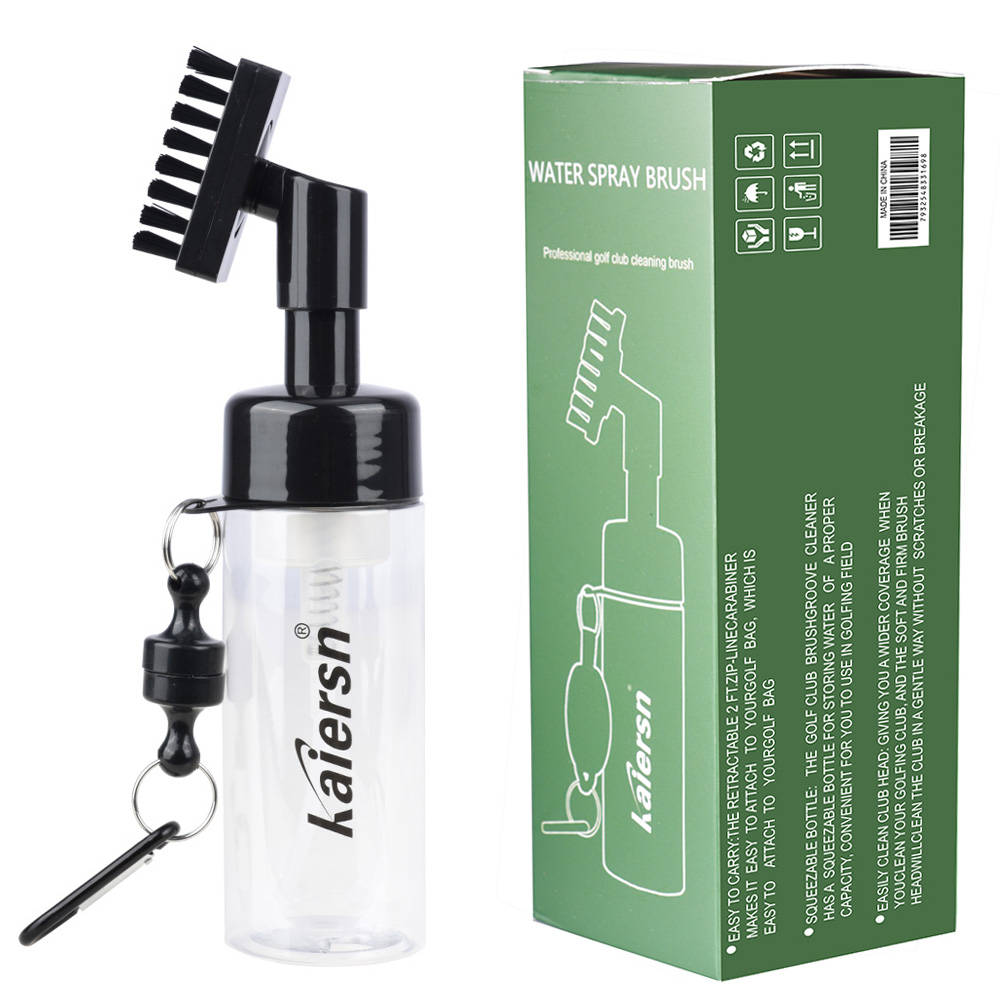 kaiersn®
WATER SPRAY BRUSH
Professional golf club cleaning brush
kaiersn
MADE IN CHINA
7932548331698
● EASY TO CARRY:THE RETRACTABLE 2 FT.ZIP-LINECARABINER
MAKES IT EASY TO ATTACH TO YOURGOLF BAG, WHICH IS
EASY TO ATTACH TO YOURGOLF BAG
● SQUEEZABLE BOTTLE: THE GOLF CLUB BRUSHGROOVE CLEANER
HAS A SQUEEZABLE BOTTLE FOR STORING WATER OF A PROPER
CAPACITY, CONVENIENT FOR YOU TO USE IN GOLFING FIELD
● EASILY CLEAN CLUB HEAD: GIVING YOU A WIDER COVERAGE WHEN
YOUCLEAN YOUR GOLFING CLUB, AND THE SOFT AND FIRM BRUSH
HEADWILLCLEAN THE CLUB IN A GENTLE WAY WITHOUT SCRATCHES OR BREAKAGE